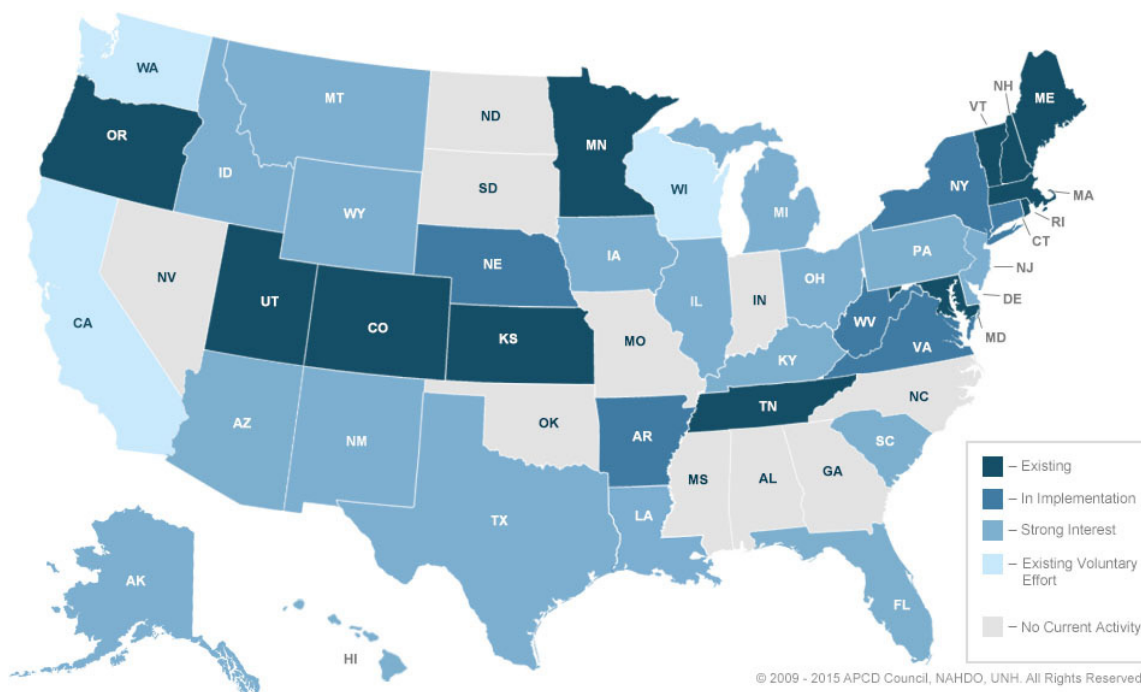 WA
MT
ND
MN
NH
VT
ME
OR
ID
SD
WI
NY
MA
WY
MI
RI
CT
NE
IA
PA
NJ
NV
UT
CO
IL
IN
OH
DE
CA
KS
MO
WV
MD
KY
VA
AZ
NM
OK
AR
TN
NC
SC
MS
AL
GA
TX
LA
AK
FL
HI
– Existing
– In Implementation
– Strong Interest
– Existing Voluntary
Effort
– No Current Activity
© 2009 - 2015 APCD Council, NAHDO, UNH. All Rights Reserved